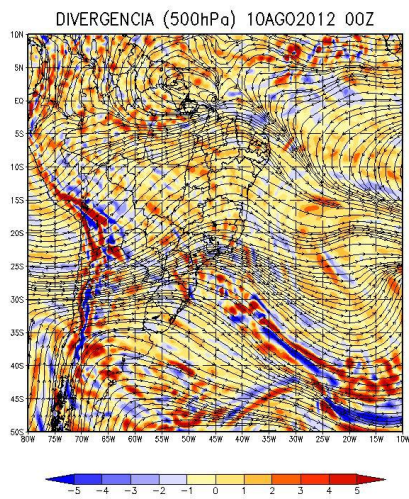 DIVERGENCIA (500hPa) 10AGO2012 00Z
10N
5N
EQ
5S
10S
15S
20S
25S
30S
35S
40S
45S
50S
80W 75W 70W 65W 60W 55W 50W 45W 40W 35W 30W 25W 20W 15W 10W
-5 -4 -3 -2 -1 0 1 2 3 4 5